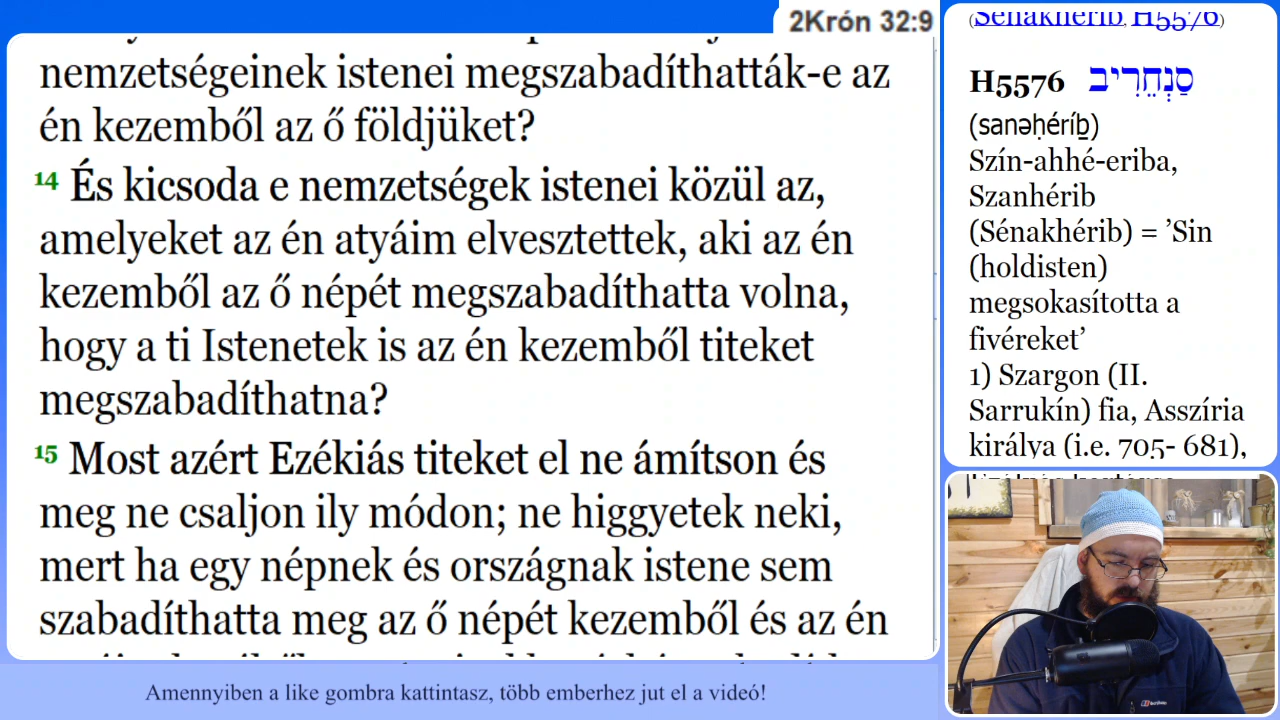 2Krón 32:9
nemzetségeinek istenei megszabadíthatták-e az
én kezemből az ő földjüket?
14 És kicsoda e nemzetségek istenei közül az,
amelyeket az én atyáim elvesztettek, aki az én
kezemből az ő népét megszabadíthatta volna,
hogy a ti Istenetek is az én kezemből titeket
megszabadíthatna?
15 Most azért Ezékiás titeket el ne ámítson és
meg ne csaljon ily módon; ne higgyetek neki,
mert ha egy népnek és országnak istene sem
szabadíthatta meg az ő népét kezemből és az én
(Sénakhérib, H5576)
H5576 סַנְחֵרִיב
(sanəḥéríḇ)
Szín-ahhé-eriba,
Szanhérib
(Sénakhérib) = ’Sin
(holdisten)
megsokasította a
fivéreket’
1) Szargon (II.
Sarrukín) fia, Asszíria
királya (i.e. 705- 681),
Amennyiben a like gombra kattintasz, több emberhez jut el a videó!